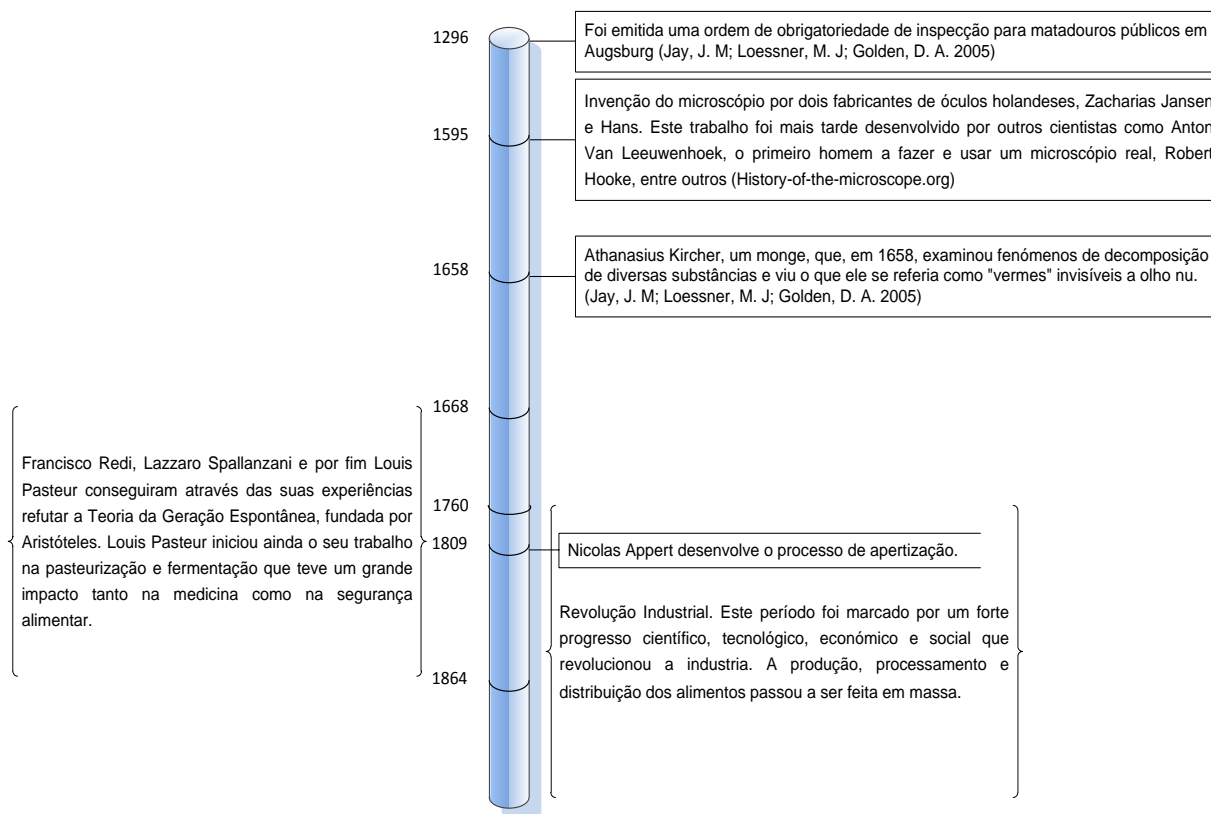 1296
Foi emitida uma ordem de obrigatoriedade de inspecção para matadouros públicos em
Augsburg (Jay, J. M; Loessner, M. J; Golden, D. A. 2005)
1595
Invenção do microscópio por dois fabricantes de óculos holandeses, Zacharias Jansen
e Hans. Este trabalho foi mais tarde desenvolvido por outros cientistas como Anton
Van Leeuwenhoek, o primeiro homem a fazer e usar um microscópio real, Robert
Hooke, entre outros (History-of-the-microscope.org)
1658
Athanasius Kircher, um monge, que, em 1658, examinou fenómenos de decomposição
de diversas substâncias e viu o que ele se referia como "vermes" invisíveis a olho nu.
(Jay, J. M; Loessner, M. J; Golden, D. A. 2005)
1668
Francisco Redi, Lazzaro Spallanzani e por fim Louis
Pasteur conseguiram através das suas experiências
refutar a Teoria da Geração Espontânea, fundada por
Aristóteles. Louis Pasteur iniciou ainda o seu trabalho
na pasteurização e fermentação que teve um grande
impacto tanto na medicina como na segurança
alimentar.
1760
1809
Nicolas Appert desenvolve o processo de apertização.
Revolução Industrial. Este período foi marcado por um forte
progresso científico, tecnológico, económico e social que
revolucionou a industria. A produção, processamento e
distribuição dos alimentos passou a ser feita em massa.
1864